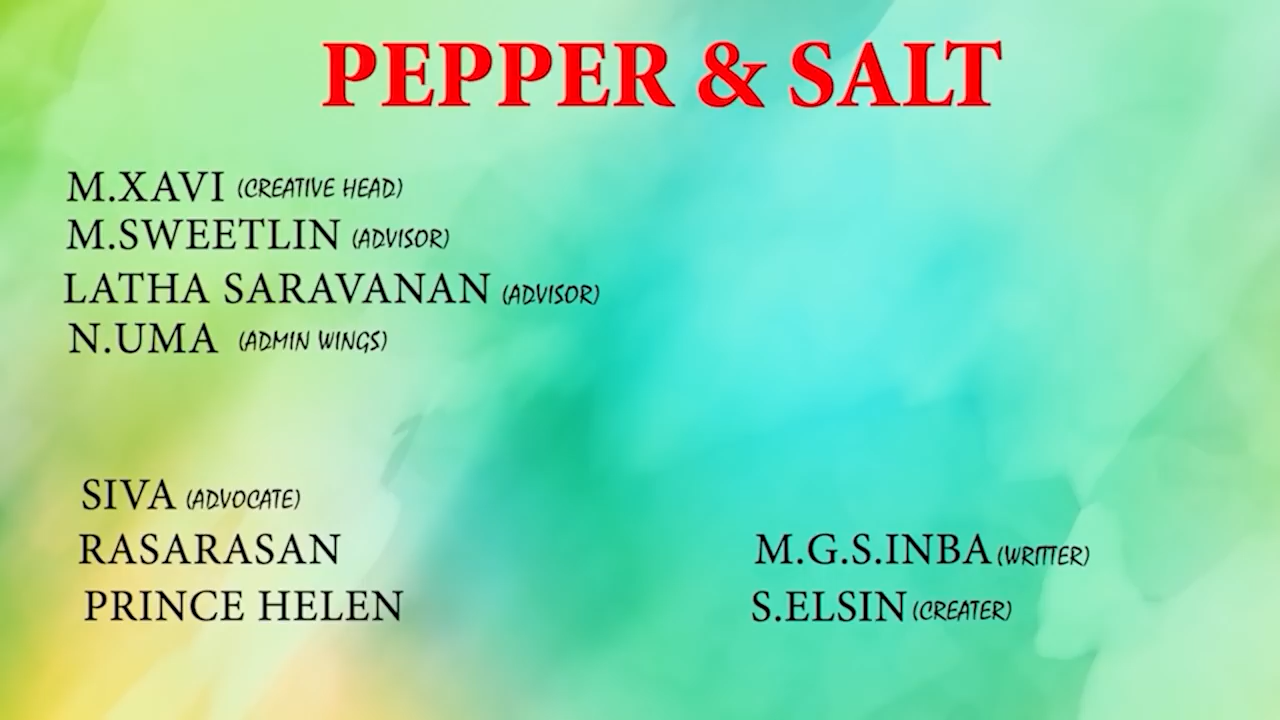 PEPPER & SALT
M.XAVI (CREATIVE HEAD)
M.SWEETLIN (ADVISOR)
LATHA SARAVANAN (ADVISOR)
N.UMA (ADMIN WINGS)
SIVA (ADVOCATE)
RASARASAN
PRINCE HELEN
M.G.S.INBA (WRITTER)
S.ELSIN (CREATER)